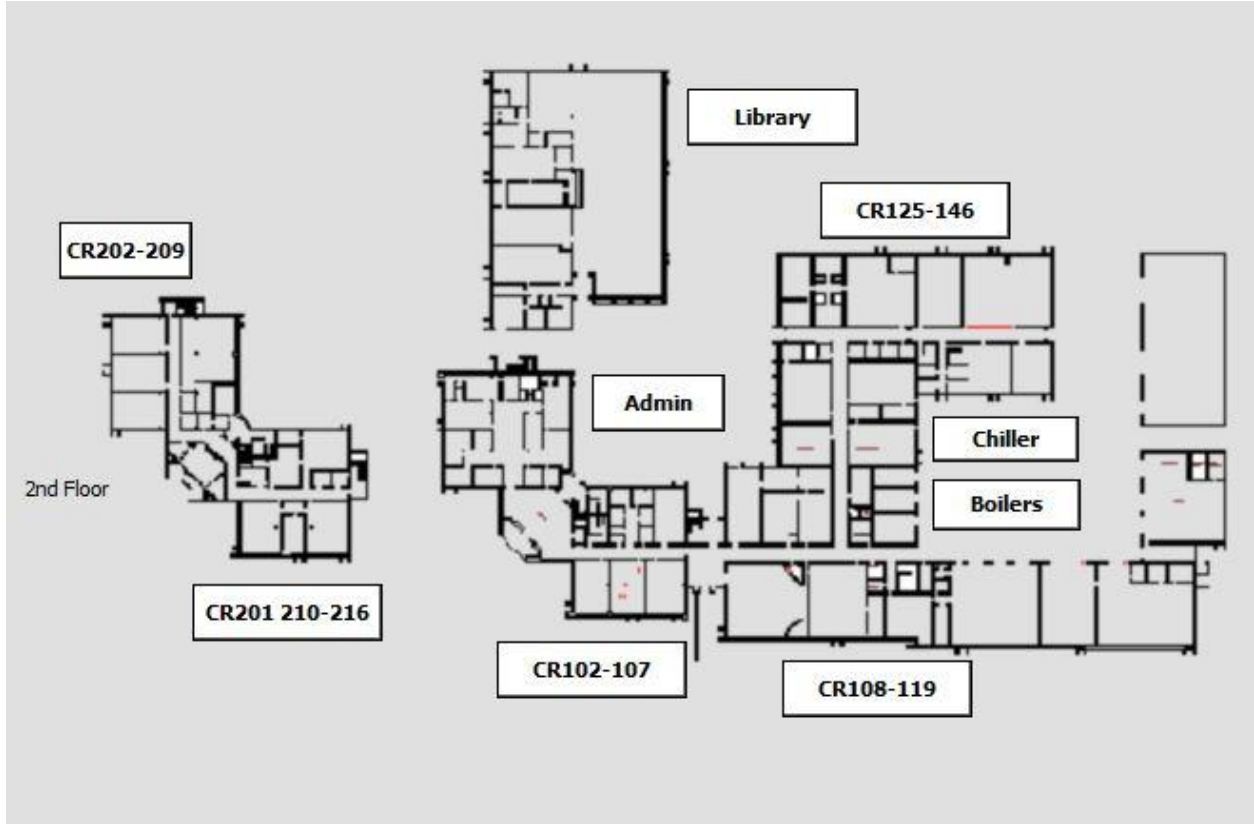 Library
CR125-146
CR202-209
Admin
Chiller
2nd Floor
Boilers
CR201 210-216
CR102-107
CR108-119